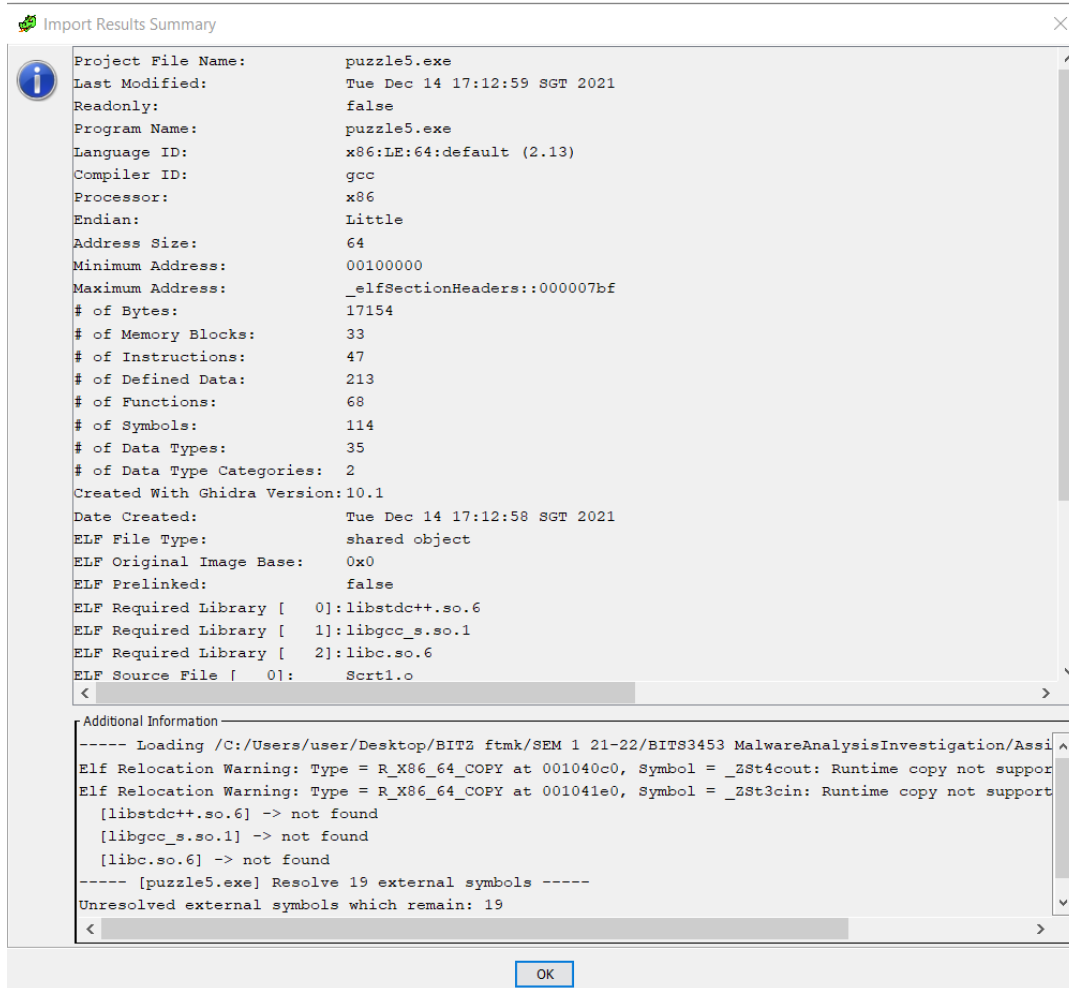 Import Results Summary
Project File Name: puzzle5.exe
Last Modified: Tue Dec 14 17:12:59 SGT 2021
Readonly: false
Program Name: puzzle5.exe
Language ID: x86:LE:64:default (2.13)
Compiler ID: gcc
Processor: x86
Endian: Little
Address Size: 64
Minimum Address: 00100000
Maximum Address: _elfSectionHeaders::000007bf
# of Bytes: 17154
# of Memory Blocks: 33
# of Instructions: 47
# of Defined Data: 213
# of Functions: 68
# of Symbols: 114
# of Data Types: 35
# of Data Type Categories: 2
Created With Ghidra Version: 10.1
Date Created: Tue Dec 14 17:12:58 SGT 2021
ELF File Type: shared object
ELF Original Image Base: 0x0
ELF Prelinked: false
ELF Required Library [   0]: libstdc++.so.6
ELF Required Library [   1]: libgcc_s.so.1
ELF Required Library [   2]: libc.so.6
ELF Source File [   0]: Scrt1.o
Additional Information
----- Loading /C:/Users/user/Desktop/BITZ ftmk/SEM 1 21-22/BITS3453 MalwareAnalysisInvestigation/Assi
Elf Relocation Warning: Type = R_X86_64_COPY at 001040c0, Symbol = _ZSt4cout: Runtime copy not suppor
Elf Relocation Warning: Type = R_X86_64_COPY at 001041e0, Symbol = _ZSt3cin: Runtime copy not support
[libstdc++.so.6] -> not found
[libgcc_s.so.1] -> not found
[libc.so.6] -> not found
----- [puzzle5.exe] Resolve 19 external symbols -----
Unresolved external symbols which remain: 19
OK